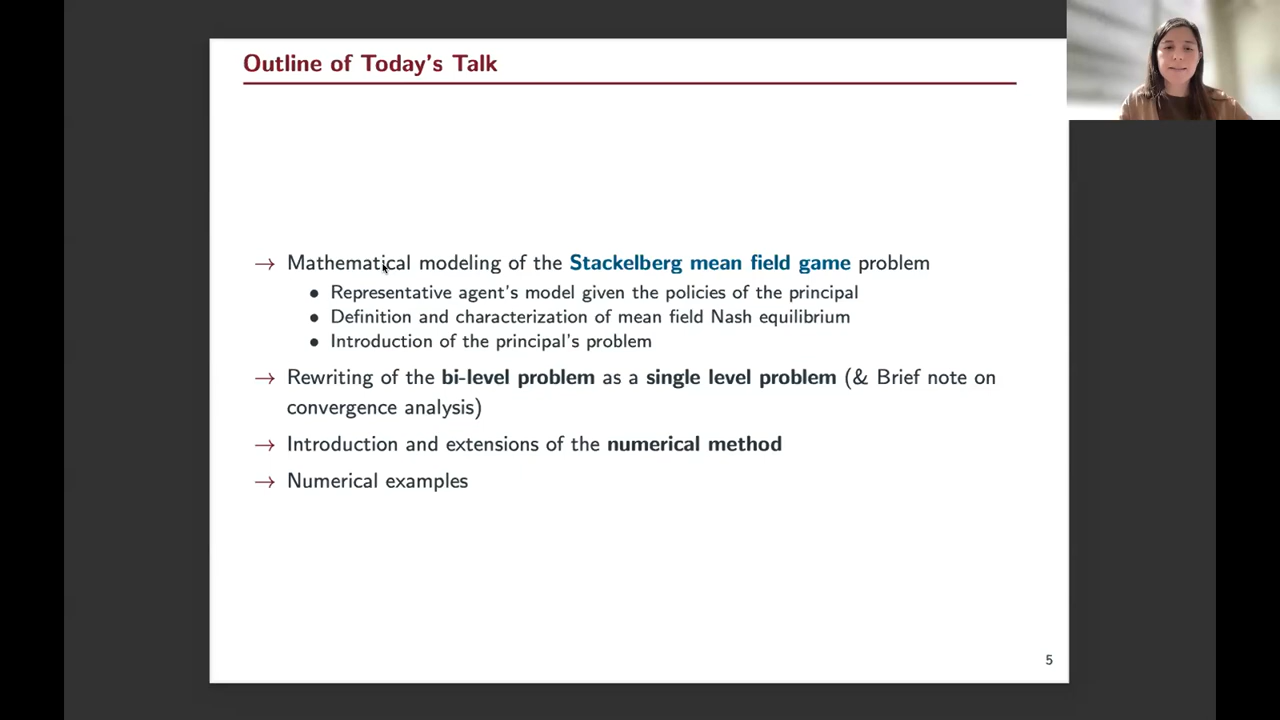 Outline of Today's Talk
→ Mathematical modeling of the Stackelberg mean field game problem
• Representative agent's model given the policies of the principal
• Definition and characterization of mean field Nash equilibrium
• Introduction of the principal's problem
→ Rewriting of the bi-level problem as a single level problem (& Brief note on
convergence analysis)
→ Introduction and extensions of the numerical method
→ Numerical examples
5